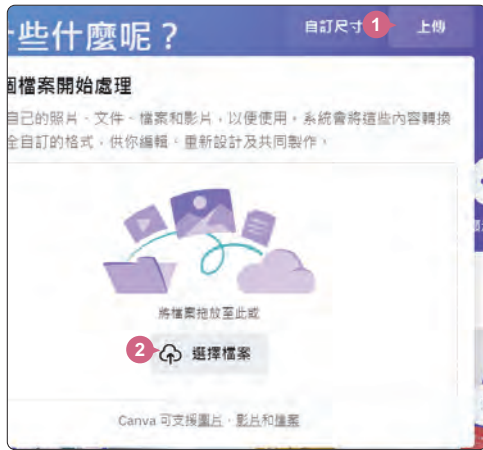 些什麼呢？
自訂尺寸 1 上傳
個檔案開始處理
自己的照片、文件、檔案和影片，以便使用。系統會將這些內容轉換
全自訂的格式，供你編輯、重新設計及共同製作。
將檔案拖放至此或
2 選擇檔案
Canva 可支援圖片、影片和檔案